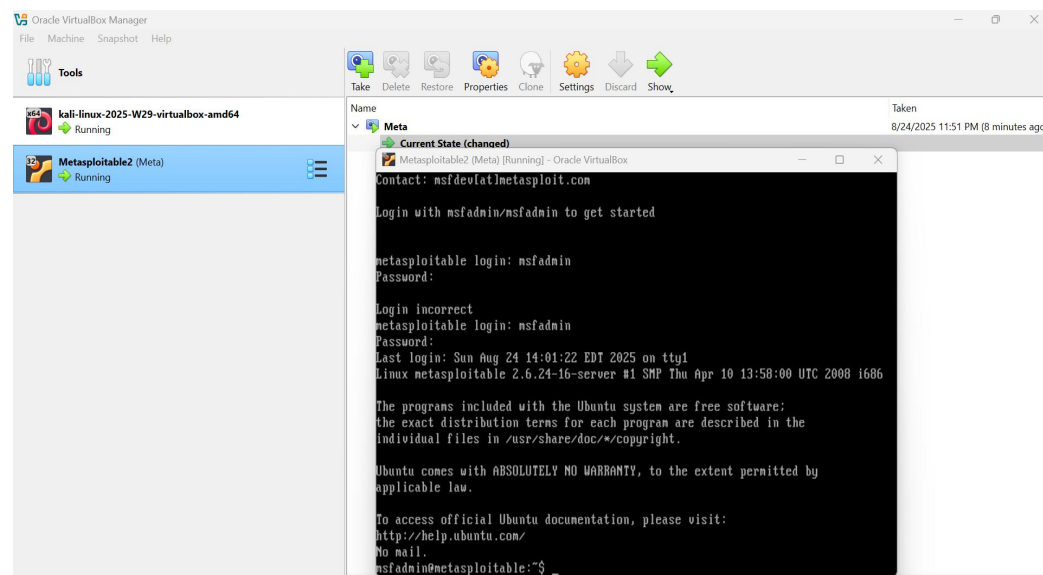 Oracle VirtualBox Manager
File Machine Snapshot Help
Tools
Take Delete Restore Properties Clone Settings Discard Show
x64
kali-linux-2025-W29-virtualbox-amd64
Running
32
Metasploitable2 (Meta)
Running
Name Taken
Meta 8/24/2025 11:51 PM (8 minutes ago
Current State (changed)
Metasploitable2 (Meta) [Running] - Oracle VirtualBox
Contact: msfdev[at]metasploit.com
Login with msfadmin/msfadmin to get started
metasploitable login: msfadmin
Password:
Login incorrect
metasploitable login: msfadmin
Password:
Last login: Sun Aug 24 14:01:22 EDT 2025 on tty1
Linux metasploitable 2.6.24-16-server #1 SMP Thu Apr 10 13:58:00 UTC 2008 i686
The programs included with the Ubuntu system are free software;
the exact distribution terms for each program are described in the
individual files in /usr/share/doc/*/copyright.
Ubuntu comes with ABSOLUTELY NO WARRANTY, to the extent permitted by
applicable law.
To access official Ubuntu documentation, please visit:
http://help.ubuntu.com/
No mail.
msfadmin@metasploitable:~$ _